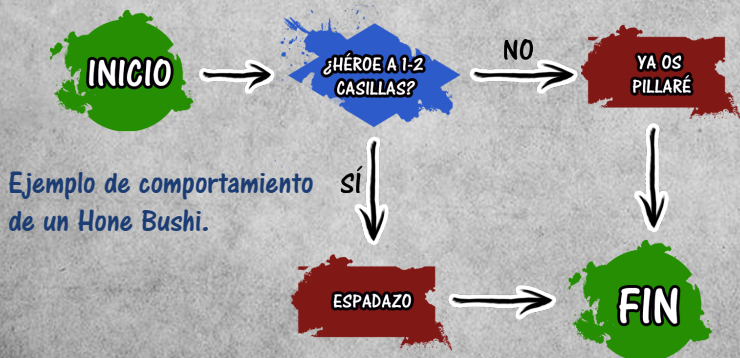 INICIO
¿HÉROE A 1-2
CASILLAS?
NO
YA OS
PILLARÉ
Ejemplo de comportamiento
de un Hone Bushi.
SÍ
ESPADAZO
FIN